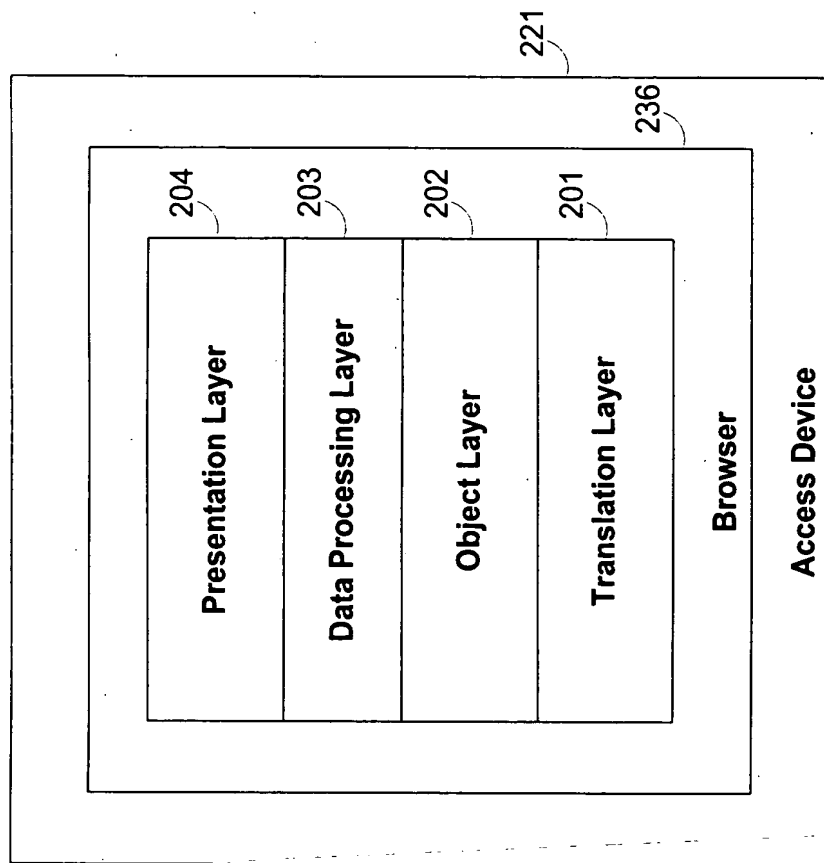 Presentation Layer
204
Data Processing Layer
203
Object Layer
202
Translation Layer
201
Browser
236
Access Device
221